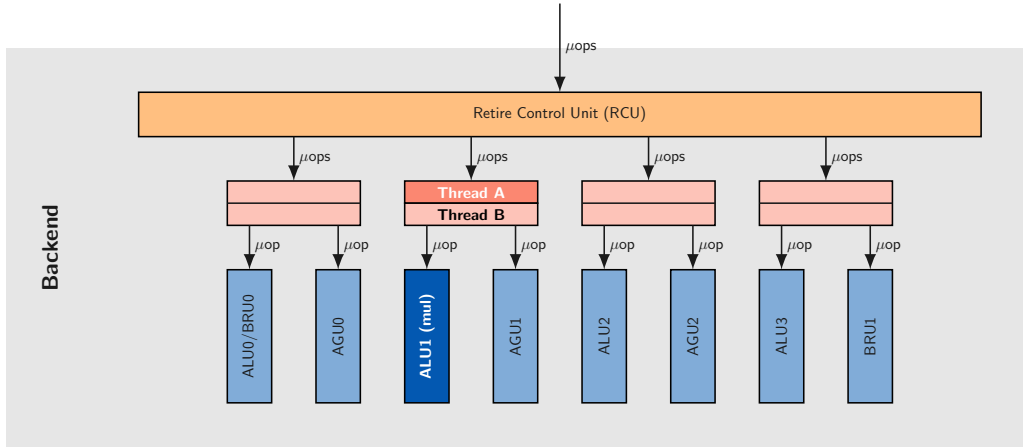 μops
Retire Control Unit (RCU)
μops
μops
μops
μops
Thread A
Thread B
μop
μop
μop
μop
μop
μop
μop
μop
Backend
ALU0/BRU0
AGU0
ALU1 (mul)
AGU1
ALU2
AGU2
ALU3
BRU1